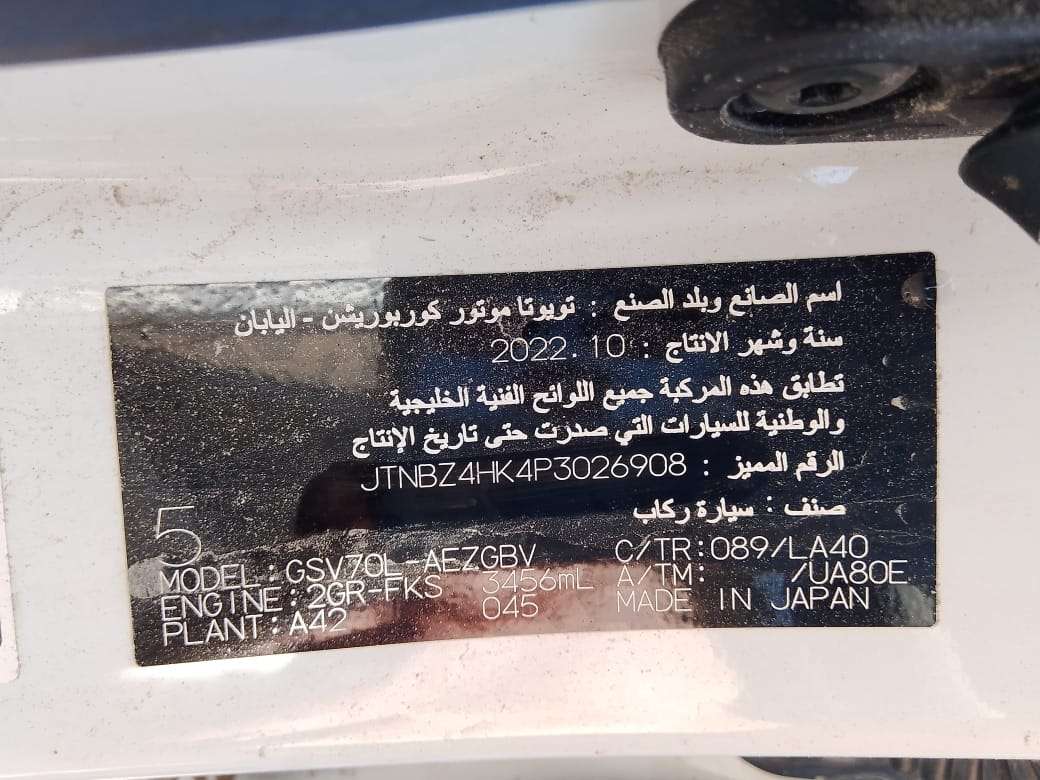 اسم الصانع وبلد الصنع : تويوتا موتور كوربوريشن - اليابان
سنة وشهر الانتاج : 2022.10
تطابق هذه المركبة جميع اللوائح الفنية الخليجية
والوطنية للسيارات التي صدرت حتى تاريخ الإنتاج
الرقم المميز : JTNBZ4HK4P3026908
صنف : سيارة ركاب
5
MODEL:GSV70L-AEZGBV C/TR:089/LA40
ENGINE:2GR-FKS 3456mL A/TM: /UA80E
PLANT:A42 045 MADE IN JAPAN